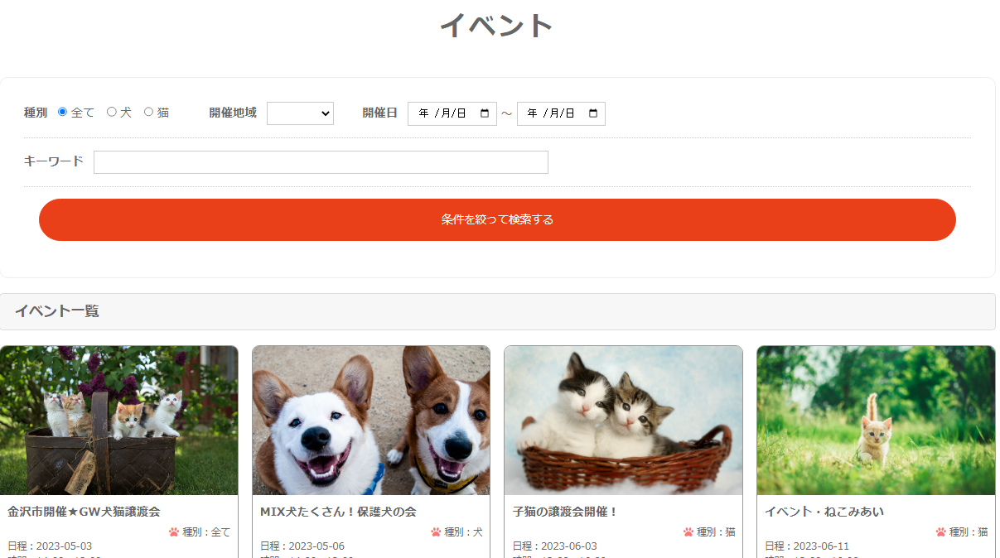 イベント
種別 全て 犬 猫 開催地域 開催日 年 /月/日 ～ 年 /月/日
キーワード
条件を絞って検索する
イベント一覧
金沢市開催★GW犬猫譲渡会
種別 : 全て
日程 : 2023-05-03
MIX犬たくさん！保護犬の会
種別 : 犬
日程 : 2023-05-06
子猫の譲渡会開催！
種別 : 猫
日程 : 2023-06-03
イベント・ねこみあい
種別 : 猫
日程 : 2023-06-11